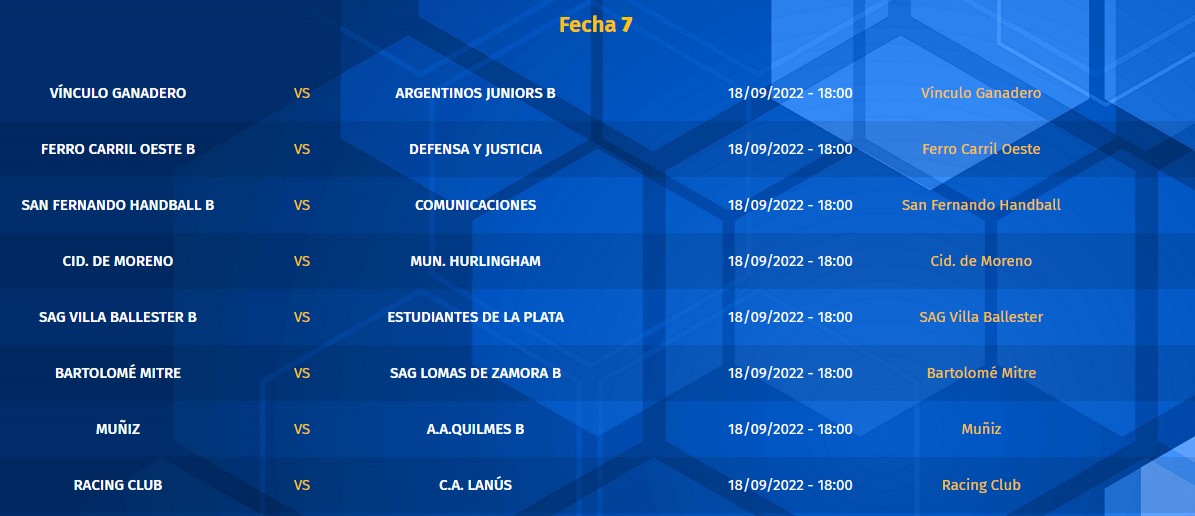 Fecha 7
VÍNCULO GANADERO VS ARGENTINOS JUNIORS B 18/09/2022 - 18:00 Vínculo Ganadero
FERRO CARRIL OESTE B VS DEFENSA Y JUSTICIA 18/09/2022 - 18:00 Ferro Carril Oeste
SAN FERNANDO HANDBALL B VS COMUNICACIONES 18/09/2022 - 18:00 San Fernando Handball
CID. DE MORENO VS MUN. HURLINGHAM 18/09/2022 - 18:00 Cid. de Moreno
SAG VILLA BALLESTER B VS ESTUDIANTES DE LA PLATA 18/09/2022 - 18:00 SAG Villa Ballester
BARTOLOMÉ MITRE VS SAG LOMAS DE ZAMORA B 18/09/2022 - 18:00 Bartolomé Mitre
MUÑIZ VS A.A.QUILMES B 18/09/2022 - 18:00 Muñiz
RACING CLUB VS C.A. LANÚS 18/09/2022 - 18:00 Racing Club